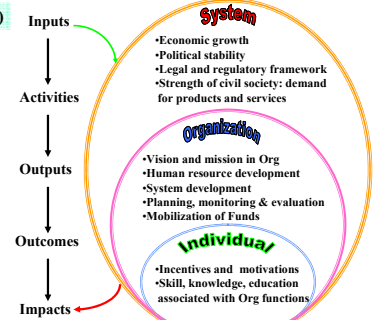 )
Inputs
Activities
Outputs
Outcomes
Impacts
System
•Economic growth
•Political stability
•Legal and regulatory framework
•Strength of civil society: demand
for products and services
Organization
•Vision and mission in Org
•Human resource development
•System development
•Planning, monitoring & evaluation
•Mobilization of Funds
Individual
•Incentives and motivations
•Skill, knowledge, education
associated with Org functions